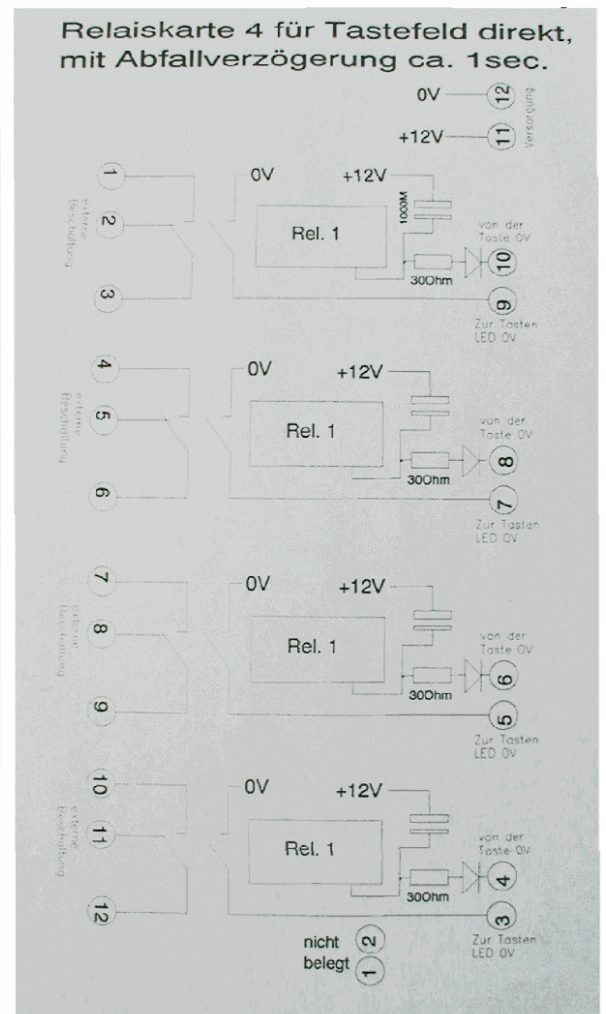 Relaiskarte 4 für Tastefeld direkt,
mit Abfallverzögerung ca. 1sec.
0V 12
+12V 11
Versorgung
1 0V +12V
1000M
externe
Beschaltung
2 Rel. 1 von der
Taste 0V
10
30Ohm
3 9
Zur Tasten
LED 0V
4 0V +12V
externe
Beschaltung
5 Rel. 1 von der
Taste 0V
8
30Ohm
6 7
Zur Tasten
LED 0V
7 0V +12V
externe
Beschaltung
8 Rel. 1 von der
Taste 0V
6
30Ohm
9 5
Zur Tasten
LED 0V
10 0V +12V
externe
Beschaltung
11 Rel. 1 von der
Taste 0V
4
30Ohm
12 3
Zur Tasten
LED 0V
nicht 2
belegt 1